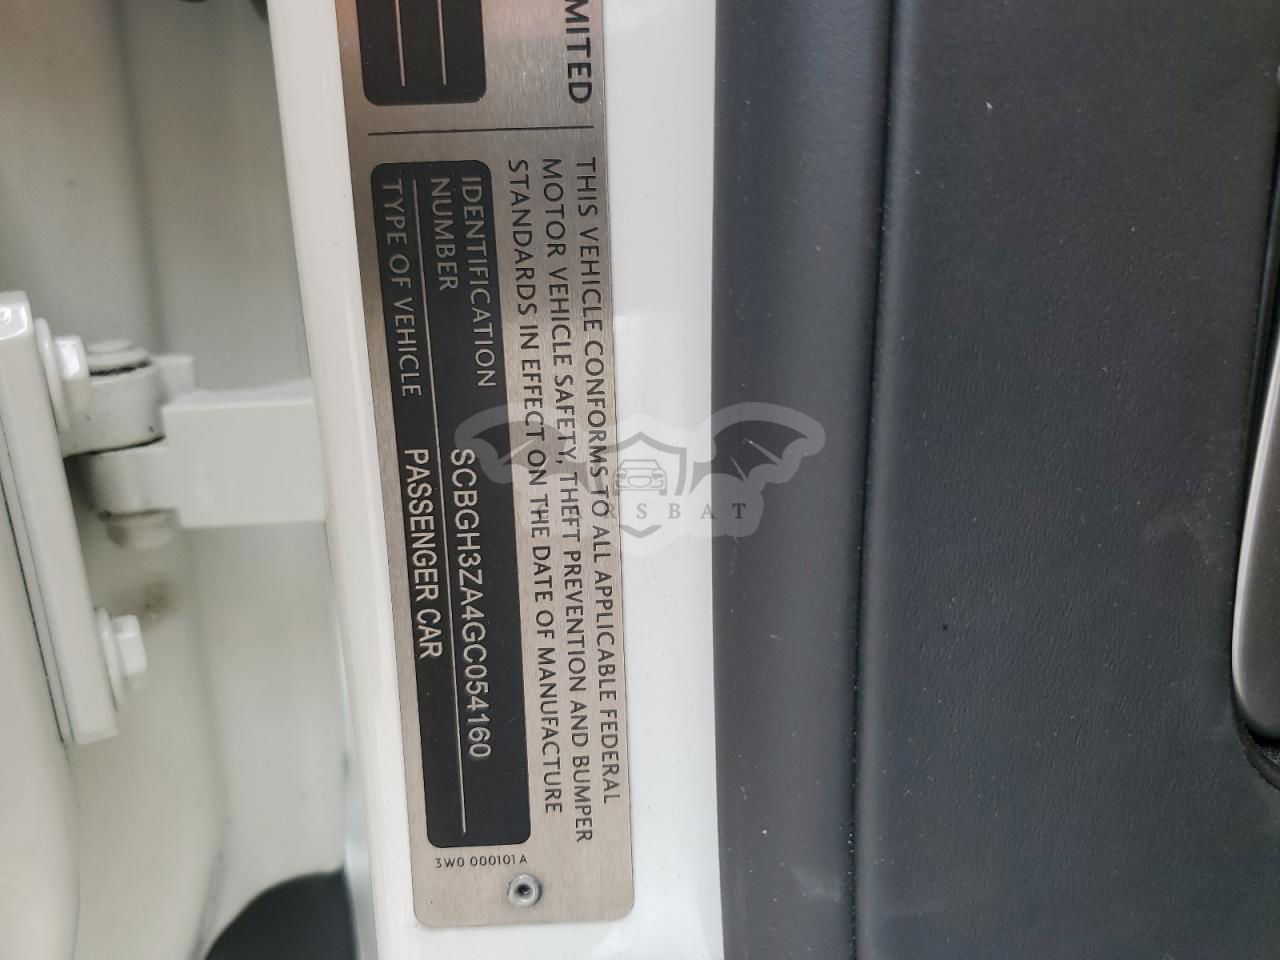 MITED
THIS VEHICLE CONFORMS TO ALL APPLICABLE FEDERAL
MOTOR VEHICLE SAFETY, THEFT PREVENTION AND BUMPER
STANDARDS IN EFFECT ON THE DATE OF MANUFACTURE
IDENTIFICATION
NUMBER SCBGH3ZA4GC054160
TYPE OF VEHICLE PASSENGER CAR
3W0 000101 A
CARSBAT